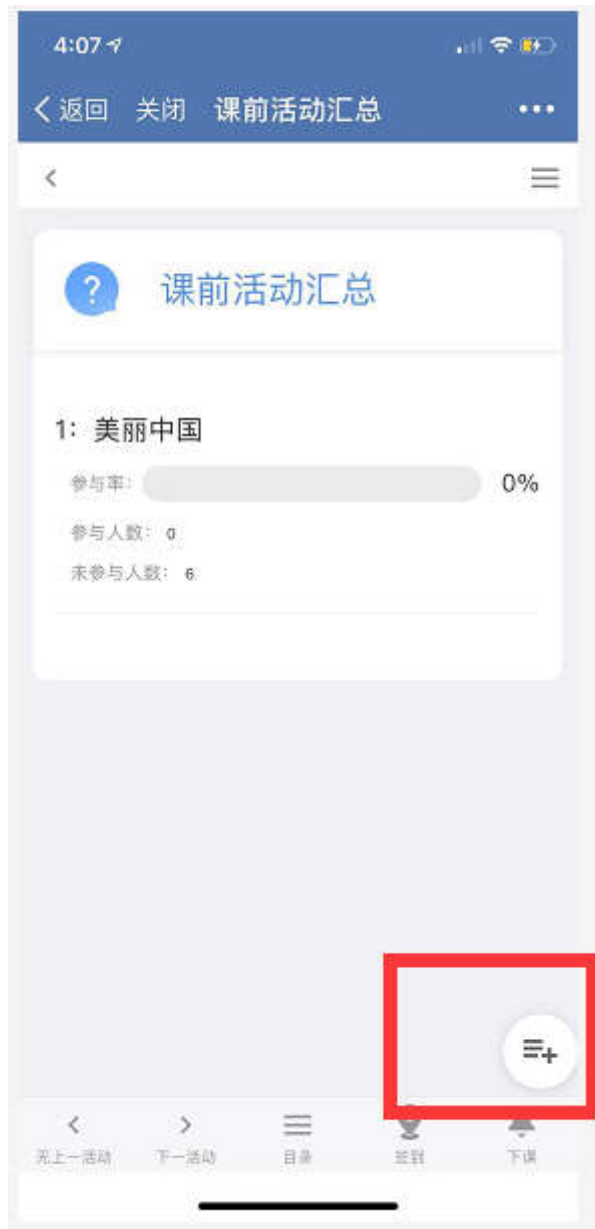 4:07
返回 关闭 课前活动汇总
课前活动汇总
1: 美丽中国
参与率: 0%
参与人数: 0
未参与人数: 6
无上一活动 下一活动 目录 签到 下课